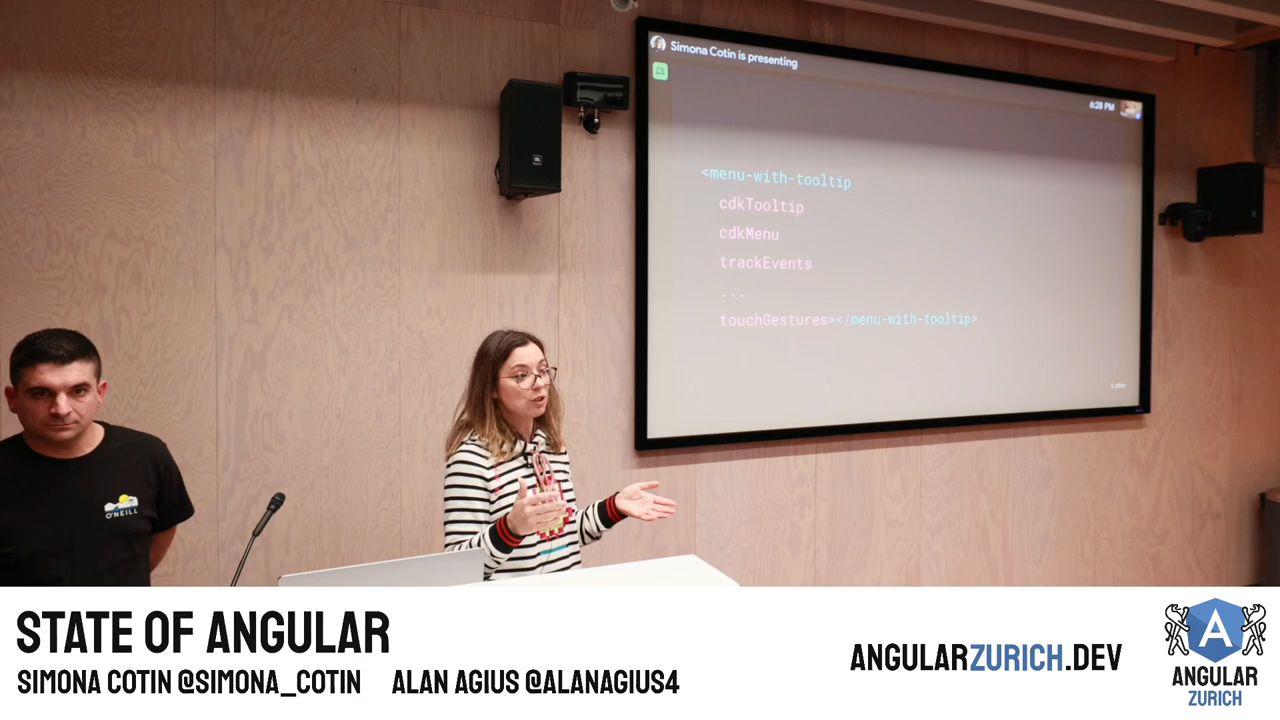 Simona Cotin is presenting
6:28 PM
<menu-with-tooltip
cdkTooltip
cdkMenu
trackEvents
...
touchGestures></menu-with-tooltip>
JBL
O'NEILL
STATE OF ANGULAR
SIMONA COTIN @SIMONA_COTIN ALAN AGIUS @ALANAGIUS4
ANGULARZURICH.DEV
A
ANGULAR
ZURICH